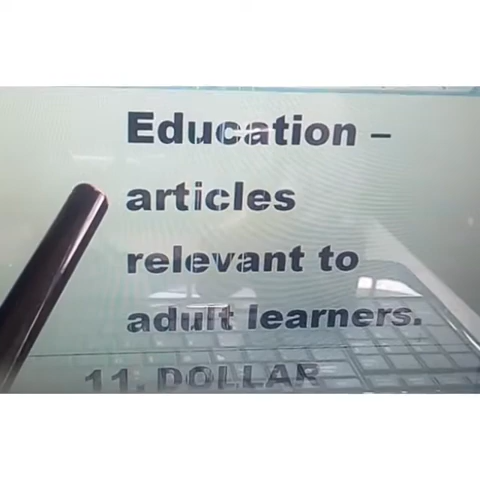 Education –
articles
relevant to
adult learners.
11. DOLLAR